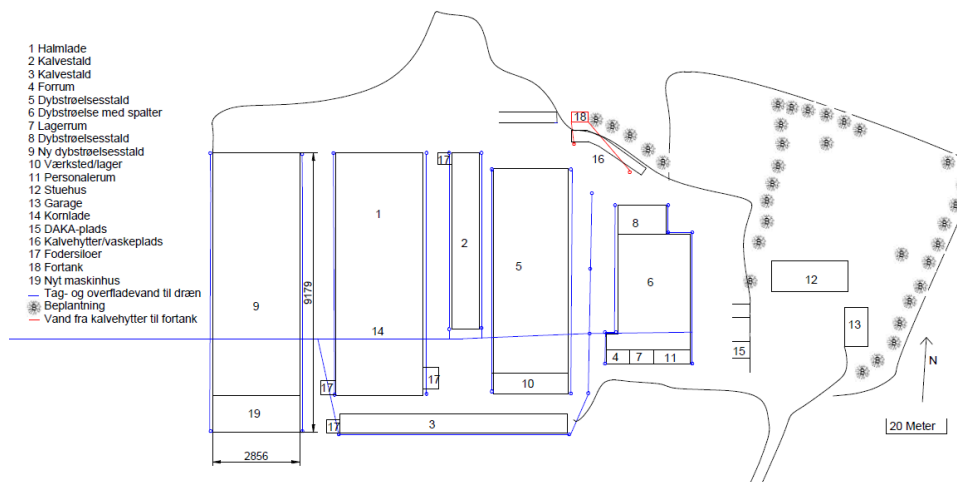 1 Halmlade
2 Kalvestald
3 Kalvestald
4 Forrum
5 Dybstrøelsesstald
6 Dybstrøelse med spalter
7 Lagerrum
8 Dybstrøelsesstald
9 Ny dybstrøelsesstald
10 Værksted/lager
11 Personalerum
12 Stuehus
13 Garage
14 Kornlade
15 DAKA-plads
16 Kalvehytter/vaskeplads
17 Fodersiloer
18 Fortank
19 Nyt maskinhus
Tag- og overfladevand til dræn
Beplantning
Vand fra kalvehytter til fortank
18
17
16
1
8
2
5
6
12
9
9179
13
14
15
4 7 11
17
17
10
N
19
17
3
20 Meter
2856